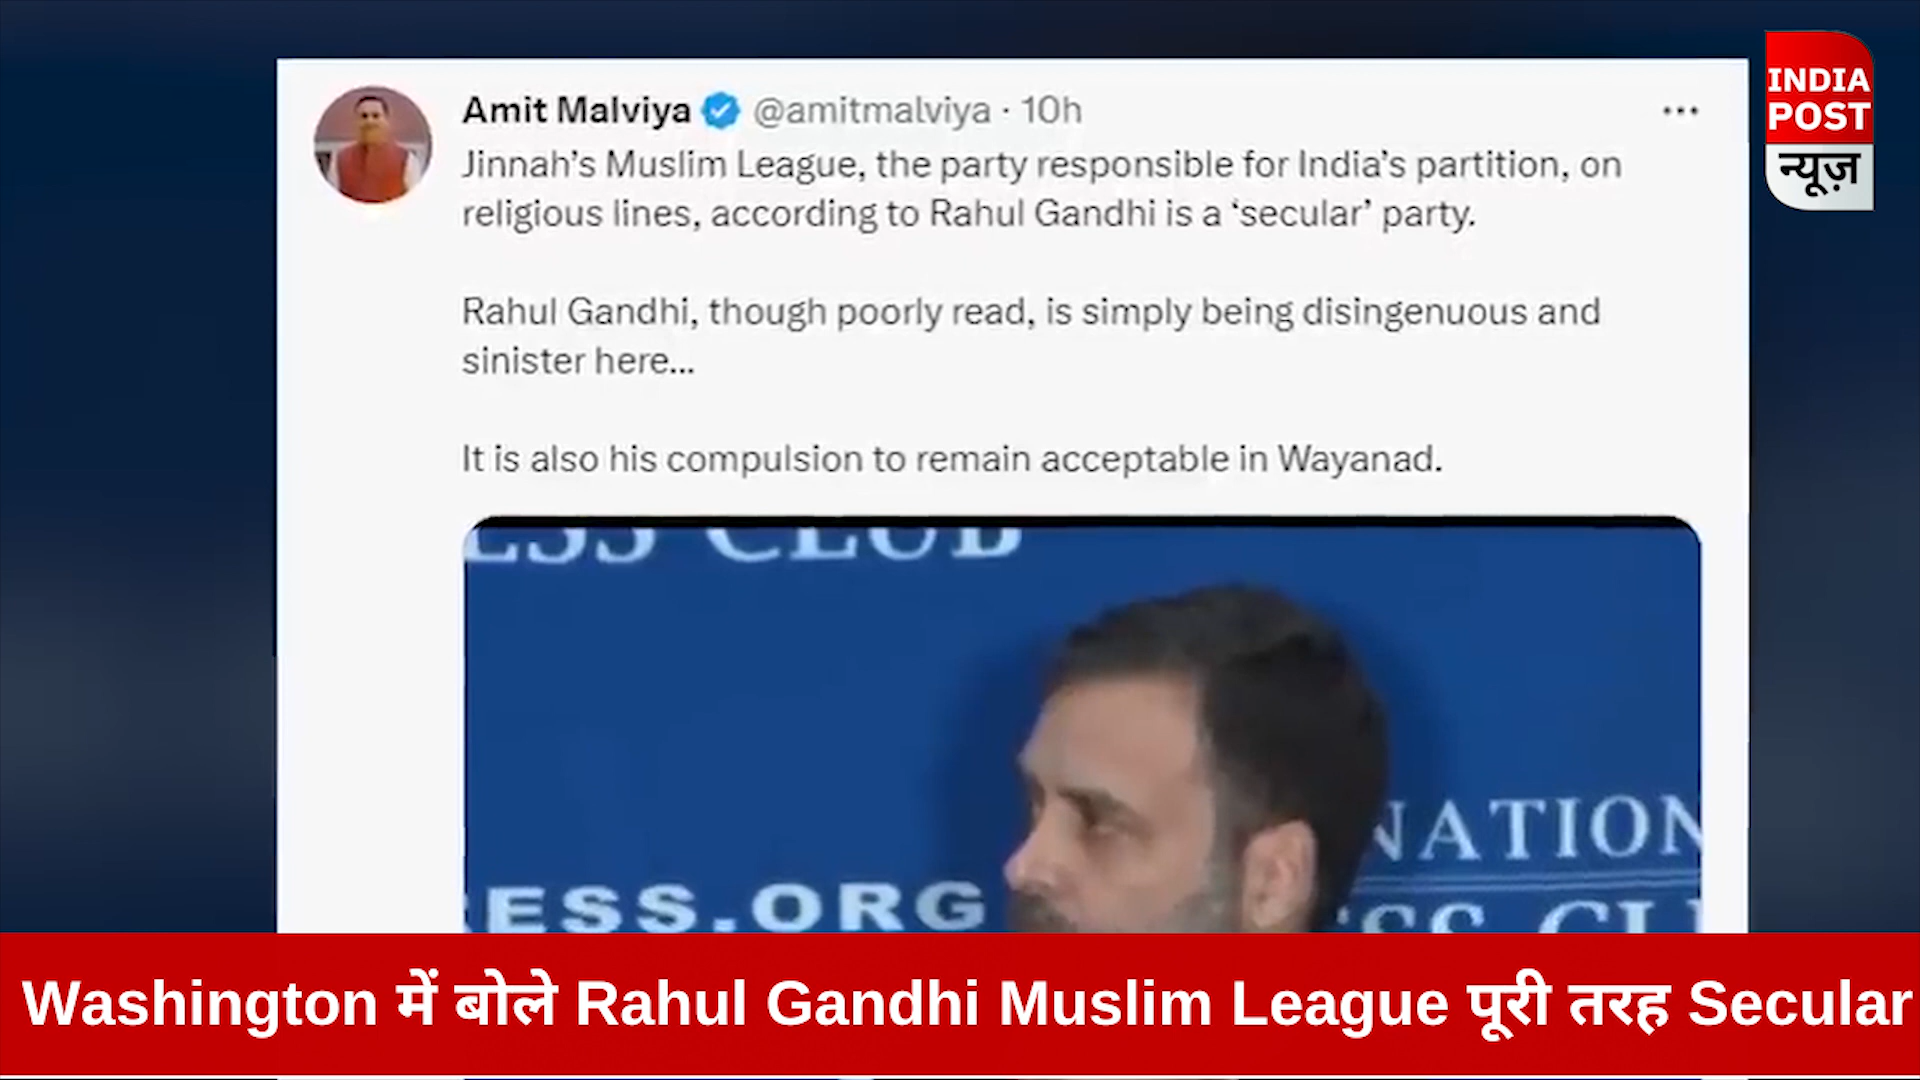 Amit Malviya @amitmalviya · 10h
INDIA
POST
न्यूज़
Jinnah’s Muslim League, the party responsible for India’s partition, on
religious lines, according to Rahul Gandhi is a ‘secular’ party.
Rahul Gandhi, though poorly read, is simply being disingenuous and
sinister here...
It is also his compulsion to remain acceptable in Wayanad.
ESS CLUB
NATION
ESS.ORG
Washington में बोले Rahul Gandhi Muslim League पूरी तरह Secular